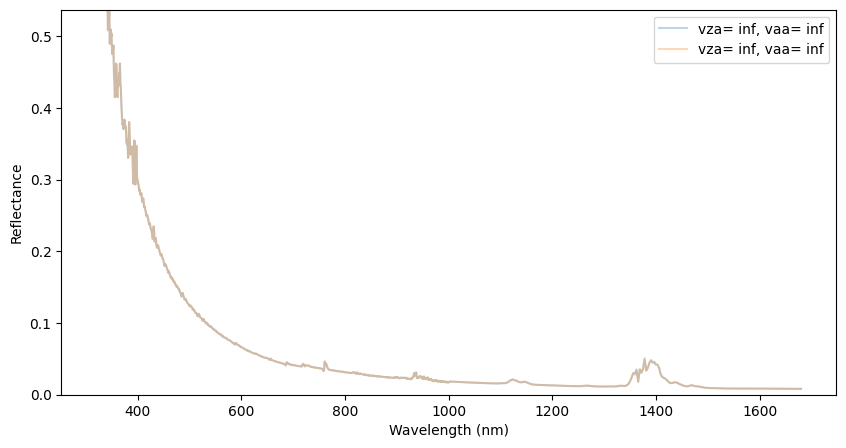 vza= inf, vaa= inf
vza= inf, vaa= inf
Reflectance
0.5
0.4
0.3
0.2
0.1
0.0
400 600 800 1000 1200 1400 1600
Wavelength (nm)